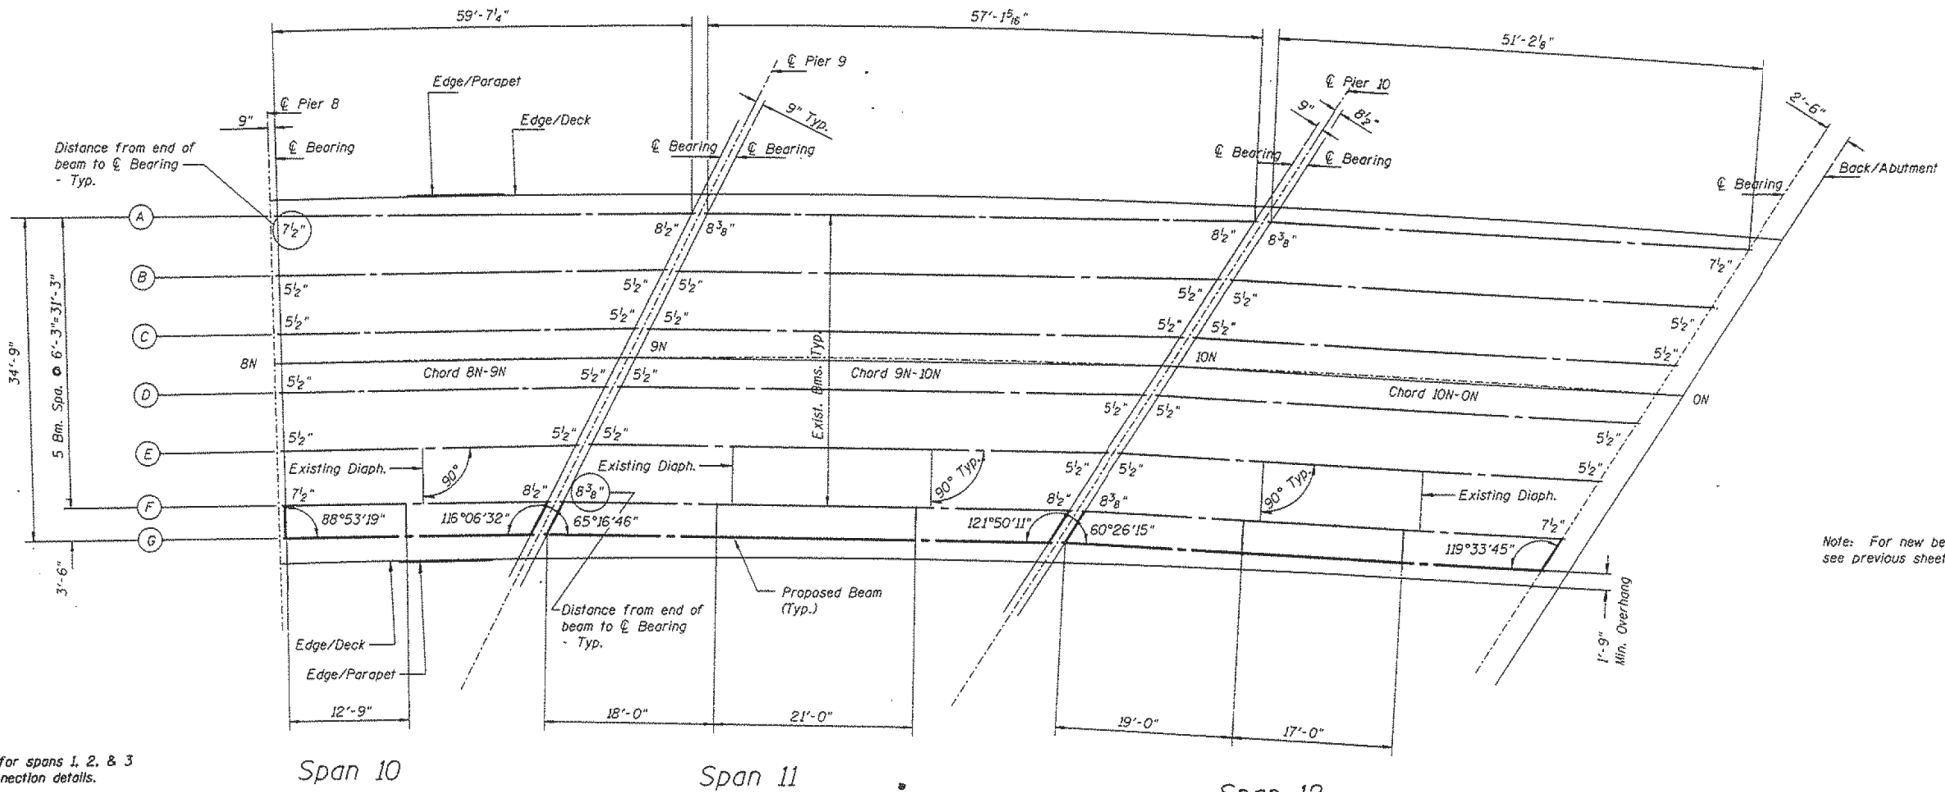 59'-7¼"
57'-1⁵⁄₁₆"
51'-2⅛"
℄ Pier 9
℄ Pier 10
Edge/Parapet
2'-6"
℄ Pier 8
9"
9" Typ.
9"
8½"
Edge/Deck
Distance from end of
beam to ℄ Bearing
- Typ.
℄ Bearing
℄ Bearing
℄ Bearing
℄ Bearing
℄ Bearing
Back/Abutment
℄ Bearing
A
7½"
8½"
8⅜"
8½"
8⅜"
7½"
B
5½"
5½"
5½"
5½"
5½"
5½"
C
5½"
5½"
5½"
5½"
5½"
5½"
34'-9"
5 Bm. Spa. @ 6'-3"=31'-3"
Exist. Bms. Typ.
8N
Chord 8N-9N
9N
Chord 9N-10N
10N
Chord 10N-0N
0N
D
5½"
5½"
5½"
5½"
5½"
5½"
E
5½"
5½"
5½"
5½"
5½"
5½"
Existing Diaph.
90°
Existing Diaph.
90° Typ.
90° Typ.
Existing Diaph.
F
7½"
8½"
8⅜"
8½"
8⅜"
7½"
88°53'19"
116°06'32"
65°16'46"
121°50'11"
60°26'15"
119°33'45"
G
3'-6"
Note: For new be
see previous sheet
Proposed Beam
(Typ.)
Distance from end of
beam to ℄ Bearing
- Typ.
1'-9"
Min. Overhang
Edge/Deck
Edge/Parapet
12'-9"
18'-0"
21'-0"
19'-0"
17'-0"
for spans 1, 2, & 3
nection details.
Span 10
Span 11
Span 12